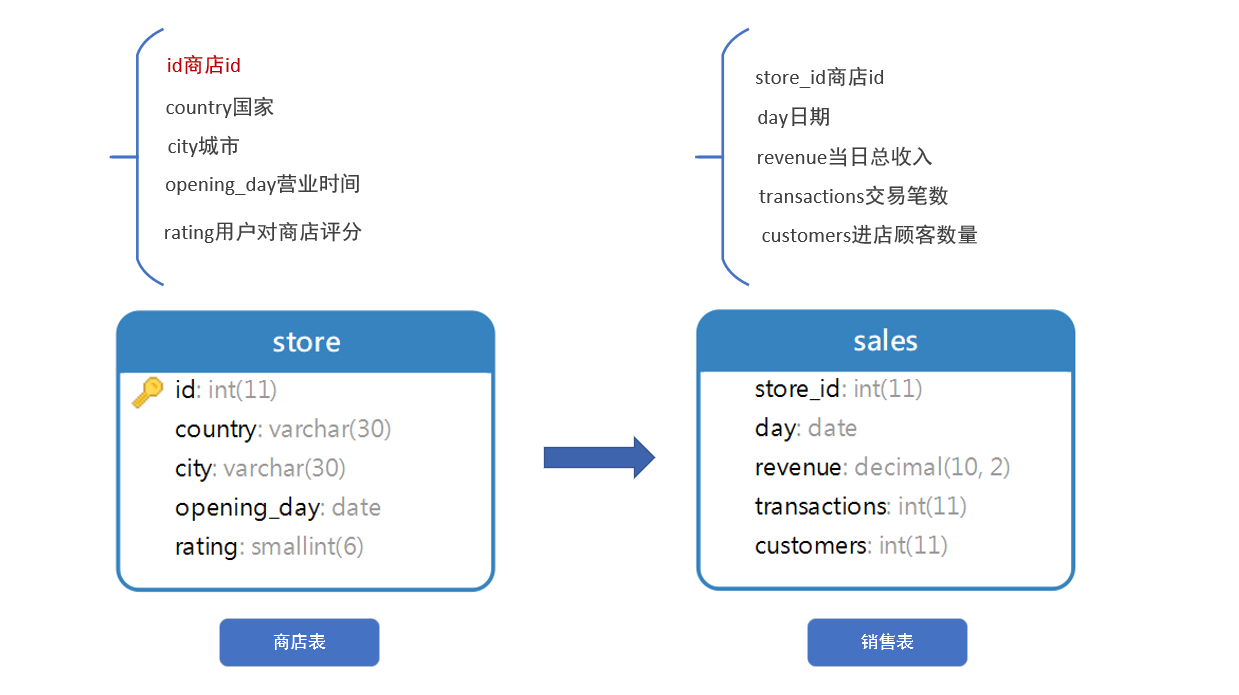 id商店id
country国家
city城市
opening_day营业时间
rating用户对商店评分
store_id商店id
day日期
revenue当日总收入
transactions交易笔数
customers进店顾客数量
store
id: int(11)
country: varchar(30)
city: varchar(30)
opening_day: date
rating: smallint(6)
商店表
sales
store_id: int(11)
day: date
revenue: decimal(10, 2)
transactions: int(11)
customers: int(11)
销售表